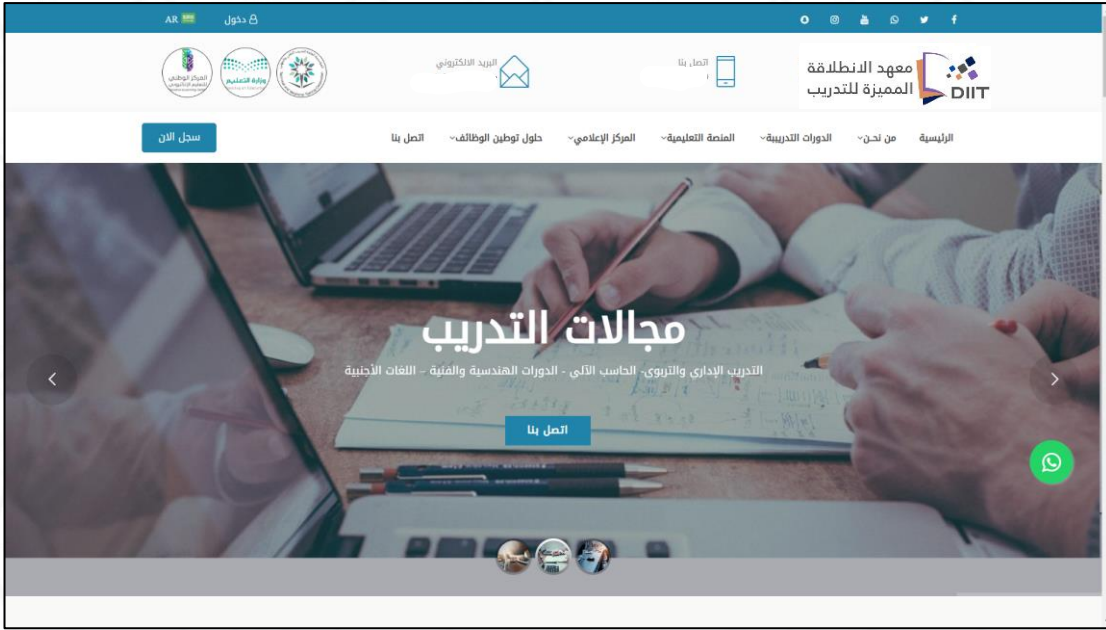 دخول
AR
معهد الانطلاقة
المميزة للتدريب
DIIT
اتصل بنا
البريد الالكتروني
وزارة التعليم
المركز الوطني
للتعليم الإلكتروني
الرئيسية
من نحـن
الدورات التدريبية
المنصة التعليمية
المركز الإعلامي
حلول توطين الوظائف
اتصل بنا
سجل الان
مجالات التدريب
التدريب الإداري والتربوي- الحاسب الآلي - الدورات الهندسية والفنية – اللغات الأجنبية
اتصل بنا